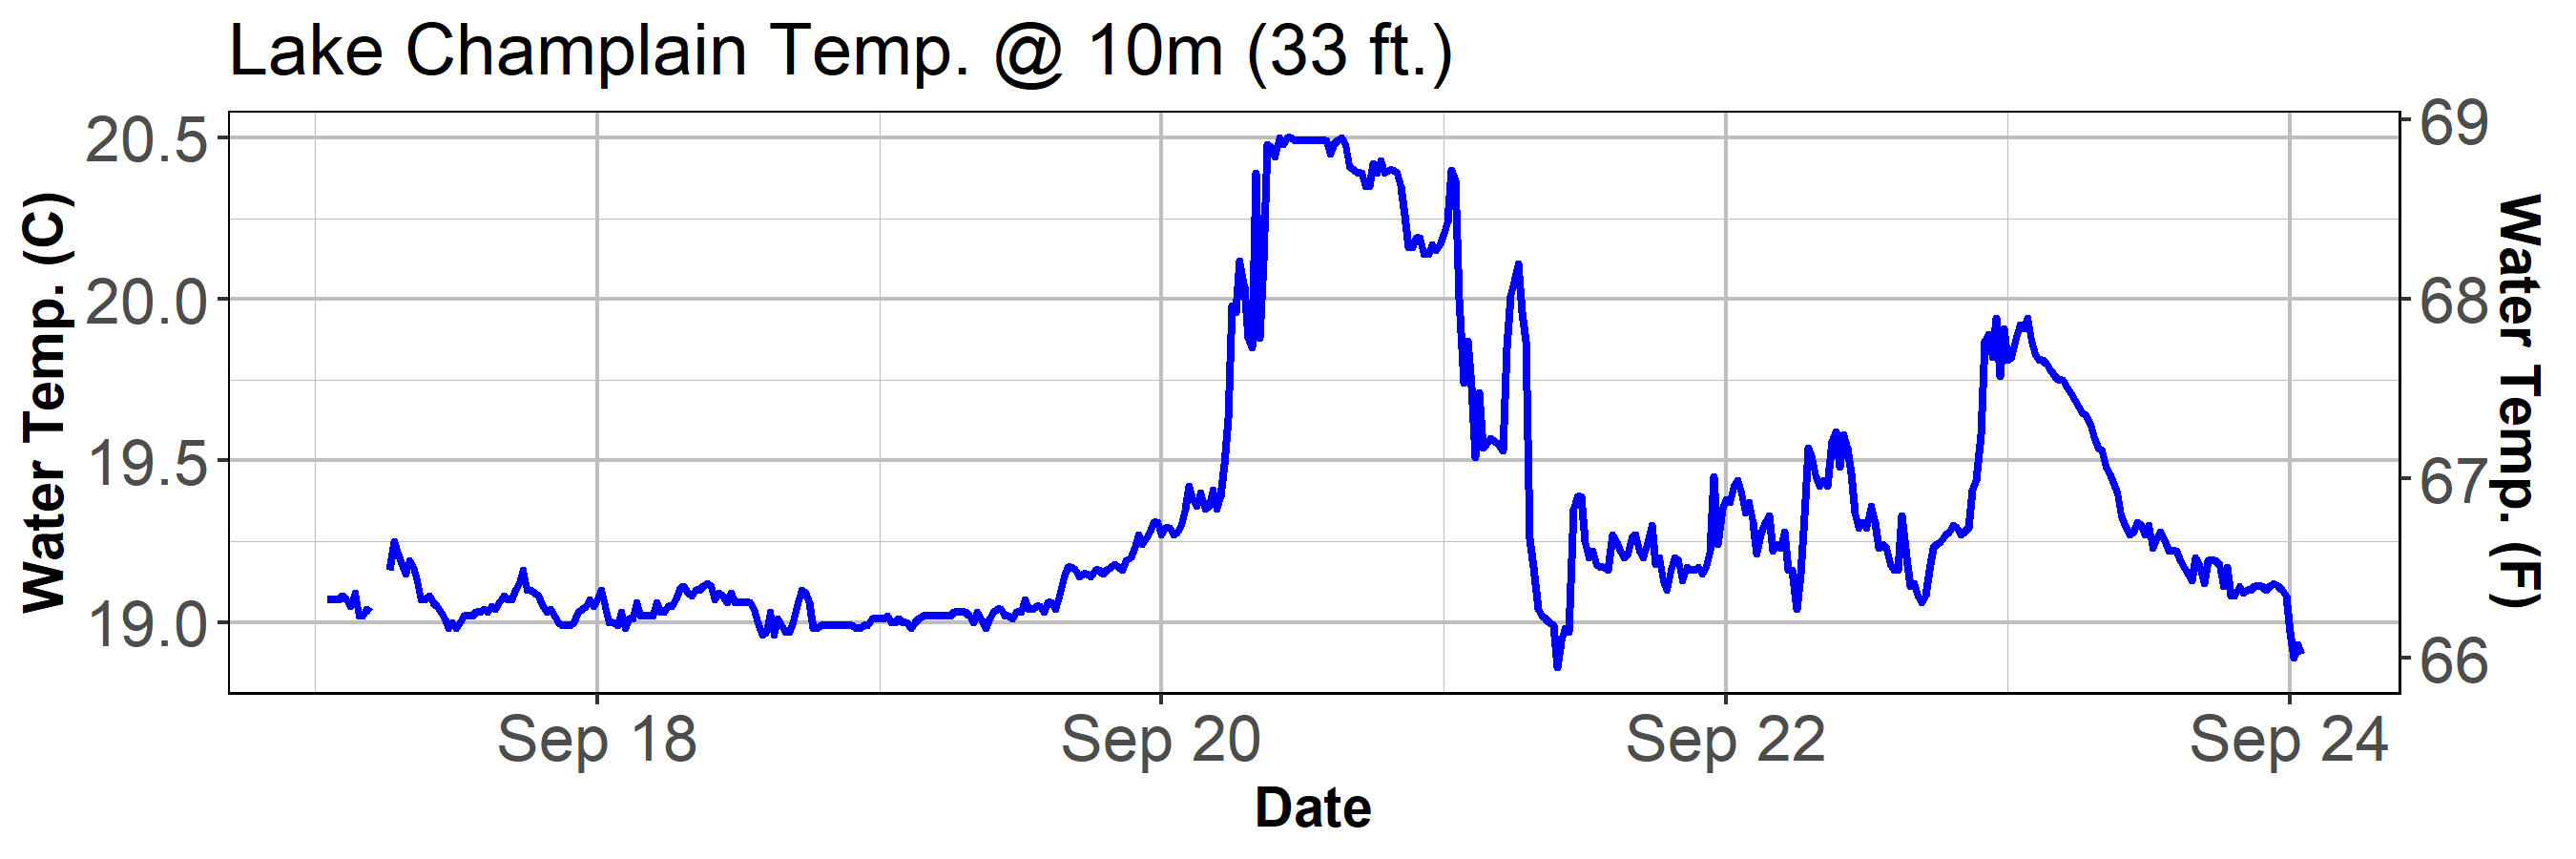 Lake Champlain Temp. @ 10m (33 ft.)
Water Temp. (C)
20.5
20.0
19.5
19.0
69
68
67
66
Water Temp. (F)
Sep 18
Sep 20
Sep 22
Sep 24
Date